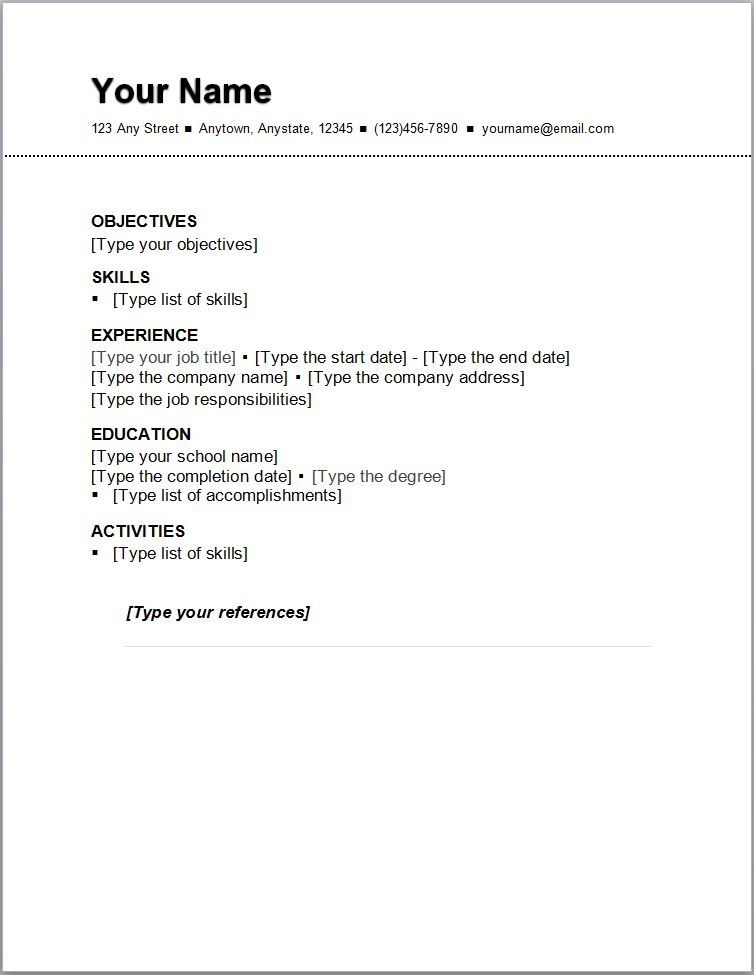 Your Name
123 Any Street ■ Anytown, Anystate, 12345 ■ (123)456-7890 ■ yourname@email.com
OBJECTIVES
[Type your objectives]
SKILLS
▪ [Type list of skills]
EXPERIENCE
[Type your job title] ▪ [Type the start date] - [Type the end date]
[Type the company name] ▪ [Type the company address]
[Type the job responsibilities]
EDUCATION
[Type your school name]
[Type the completion date] ▪ [Type the degree]
▪ [Type list of accomplishments]
ACTIVITIES
▪ [Type list of skills]
[Type your references]